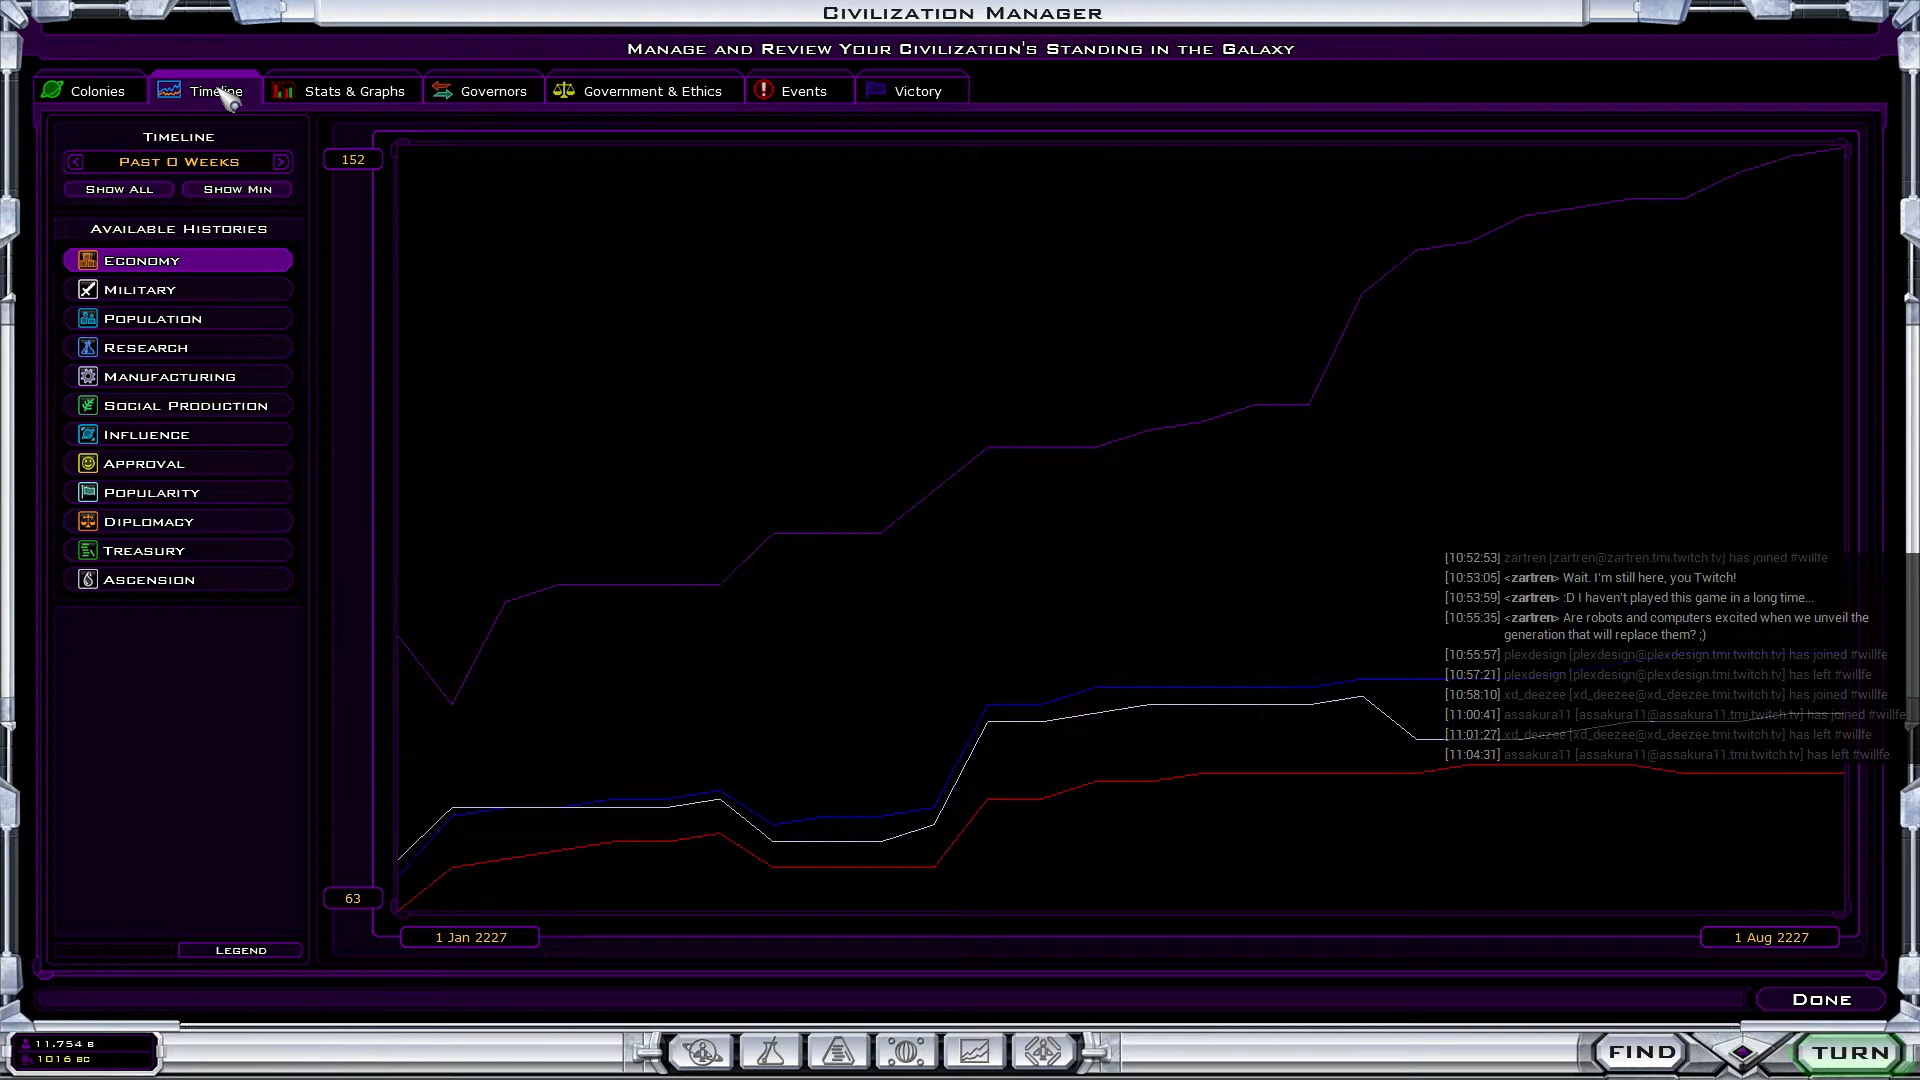 Civilization Manager
Manage and Review Your Civilization's Standing in the Galaxy
Colonies
Timeline
Stats & Graphs
Governors
Government & Ethics
Events
Victory
Timeline
Past 0 Weeks
Show All
Show Min
Available Histories
Economy
Military
Population
Research
Manufacturing
Social Production
Influence
Approval
Popularity
Diplomacy
Treasury
Ascension
Legend
152
63
1 Jan 2227
1 Aug 2227
[10:52:53] zartren [zartren@zartren.tmi.twitch.tv] has joined #willfe
[10:53:05] <zartren> Wait. I'm still here, you Twitch!
[10:53:59] <zartren> :D I haven't played this game in a long time...
[10:55:35] <zartren> Are robots and computers excited when we unveil the
generation that will replace them? ;)
[10:55:57] plexdesign [plexdesign@plexdesign.tmi.twitch.tv] has joined #willfe
[10:57:21] plexdesign [plexdesign@plexdesign.tmi.twitch.tv] has left #willfe
[10:58:10] xd_deezee [xd_deezee@xd_deezee.tmi.twitch.tv] has joined #willfe
[11:00:41] assakura11 [assakura11@assakura11.tmi.twitch.tv] has joined #willfe
[11:01:27] xd_deezee [xd_deezee@xd_deezee.tmi.twitch.tv] has left #willfe
[11:04:31] assakura11 [assakura11@assakura11.tmi.twitch.tv] has left #willfe
Done
11.754 B
1016 BC
Find
Turn